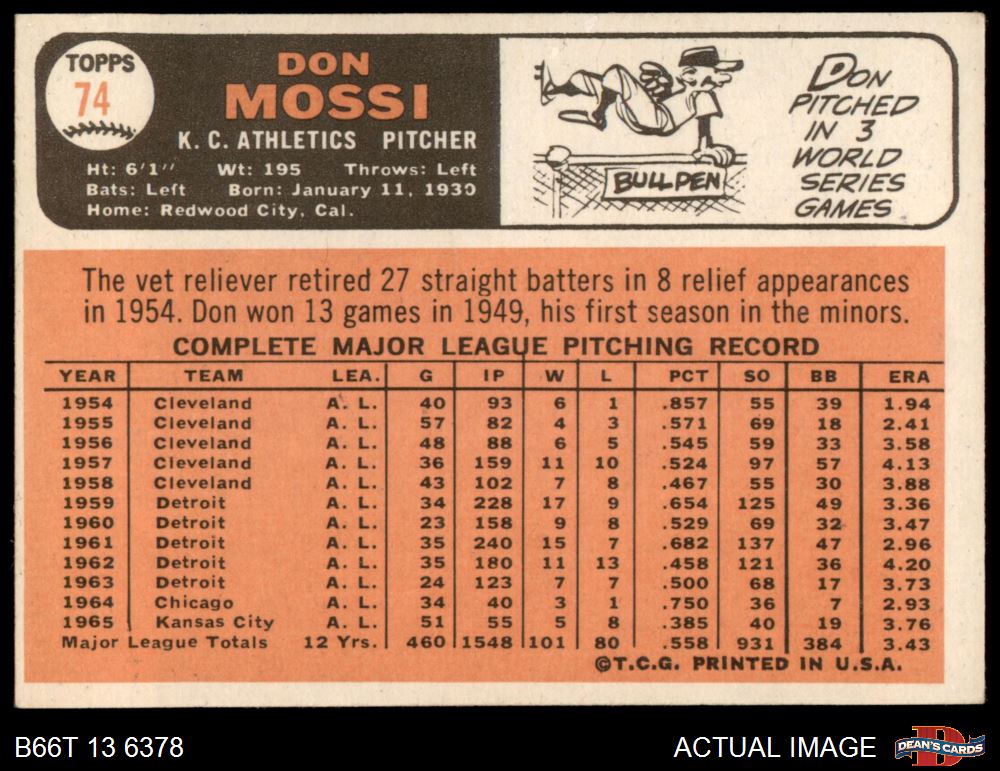 TOPPS
74
DON
MOSSI
K. C. ATHLETICS PITCHER
Ht: 6'1" Wt: 195 Throws: Left
Bats: Left Born: January 11, 1930
Home: Redwood City, Cal.
BULLPEN
DON
PITCHED
IN 3
WORLD
SERIES
GAMES
The vet reliever retired 27 straight batters in 8 relief appearances
in 1954. Don won 13 games in 1949, his first season in the minors.
COMPLETE MAJOR LEAGUE PITCHING RECORD
YEAR TEAM LEA. G IP W L PCT SO BB ERA
1954 Cleveland A. L. 40 93 6 1 .857 55 39 1.94
1955 Cleveland A. L. 57 82 4 3 .571 69 18 2.41
1956 Cleveland A. L. 48 88 6 5 .545 59 33 3.58
1957 Cleveland A. L. 36 159 11 10 .524 97 57 4.13
1958 Cleveland A. L. 43 102 7 8 .467 55 30 3.88
1959 Detroit A. L. 34 228 17 9 .654 125 49 3.36
1960 Detroit A. L. 23 158 9 8 .529 69 32 3.47
1961 Detroit A. L. 35 240 15 7 .682 137 47 2.96
1962 Detroit A. L. 35 180 11 13 .458 121 36 4.20
1963 Detroit A. L. 24 123 7 7 .500 68 17 3.73
1964 Chicago A. L. 34 40 3 1 .750 36 7 2.93
1965 Kansas City A. L. 51 55 5 8 .385 40 19 3.76
Major League Totals 12 Yrs. 460 1548 101 80 .558 931 384 3.43
©T.C.G. PRINTED IN U.S.A.
B66T 13 6378
ACTUAL IMAGE
DEAN'S CARDS